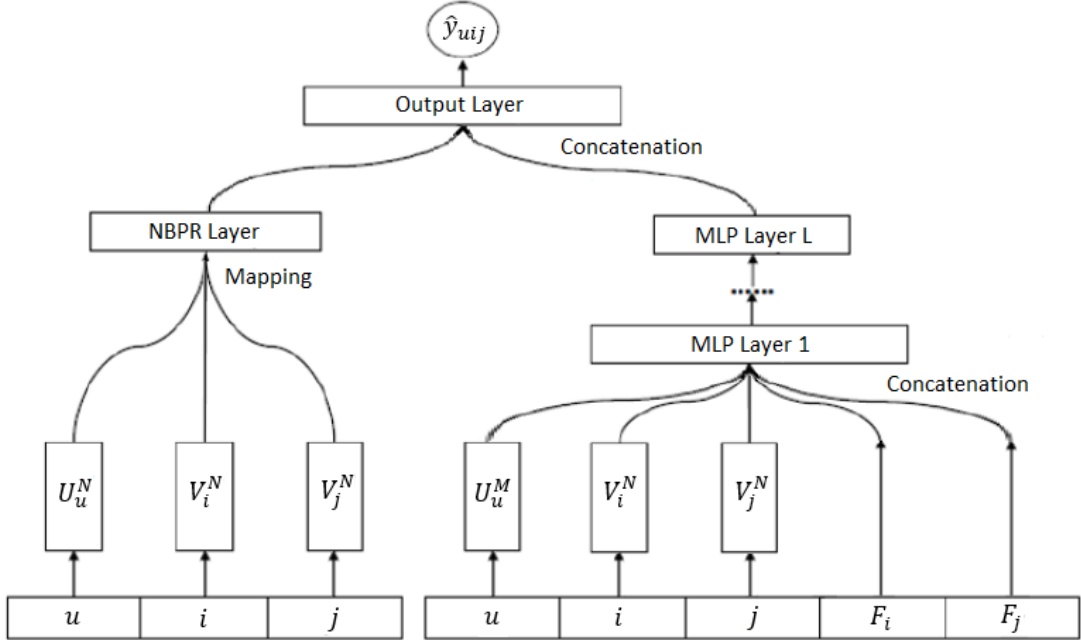 ŷ_uij
Output Layer
Concatenation
NBPR Layer
MLP Layer L
Mapping
......
MLP Layer 1
Concatenation
U_u^N V_i^N V_j^N U_u^M V_i^N V_j^N
u i j u i j F_i F_j